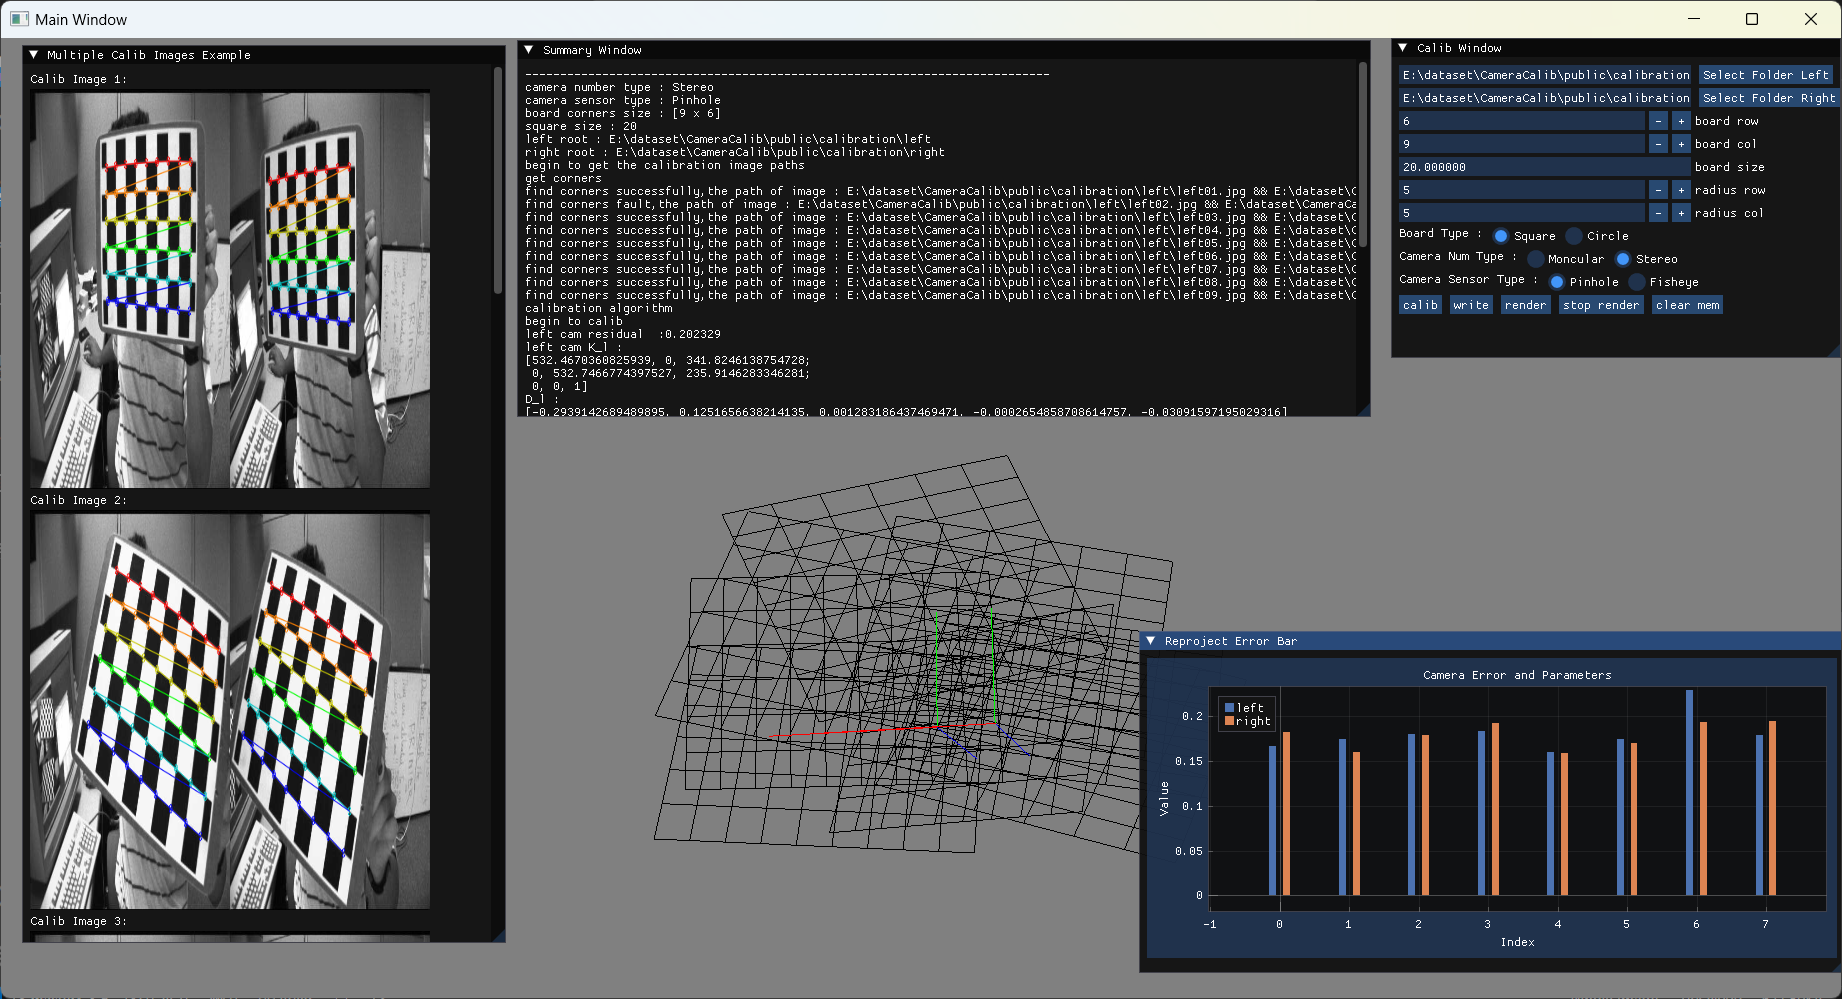 Main Window
Multiple Calib Images Example
Calib Image 1:
Calib Image 2:
Calib Image 3:
Summary Window
---------------------------------------------------------------------------
camera number type : Stereo
camera sensor type : Pinhole
board corners size : [9 x 6]
square size : 20
left root : E:\dataset\CameraCalib\public\calibration\left
right root : E:\dataset\CameraCalib\public\calibration\right
begin to get the calibration image paths
get corners
find corners successfully,the path of image : E:\dataset\CameraCalib\public\calibration\left\left01.jpg && E:\dataset\C
find corners fault,the path of image : E:\dataset\CameraCalib\public\calibration\left\left02.jpg && E:\dataset\CameraCa
find corners successfully,the path of image : E:\dataset\CameraCalib\public\calibration\left\left03.jpg && E:\dataset\C
find corners successfully,the path of image : E:\dataset\CameraCalib\public\calibration\left\left04.jpg && E:\dataset\C
find corners successfully,the path of image : E:\dataset\CameraCalib\public\calibration\left\left05.jpg && E:\dataset\C
find corners successfully,the path of image : E:\dataset\CameraCalib\public\calibration\left\left06.jpg && E:\dataset\C
find corners successfully,the path of image : E:\dataset\CameraCalib\public\calibration\left\left07.jpg && E:\dataset\C
find corners successfully,the path of image : E:\dataset\CameraCalib\public\calibration\left\left08.jpg && E:\dataset\C
find corners successfully,the path of image : E:\dataset\CameraCalib\public\calibration\left\left09.jpg && E:\dataset\C
calibration algorithm
begin to calib
left cam residual  :0.202329
left cam K_l :
[532.4670360825939, 0, 341.8246138754728;
0, 532.7466774397527, 235.9146283346281;
0, 0, 1]
D_l :
[-0.2939142689489895, 0.1251656638214135, 0.001283186437469471, -0.0002654858708614757, -0.03091597195029316]
Calib Window
E:\dataset\CameraCalib\public\calibration Select Folder Left
E:\dataset\CameraCalib\public\calibration Select Folder Right
6 - + board row
9 - + board col
20.000000 board size
5 - + radius row
5 - + radius col
Board Type : Square Circle
Camera Num Type : Moncular Stereo
Camera Sensor Type : Pinhole Fisheye
calib write render stop render clear mem
Reproject Error Bar
Camera Error and Parameters
left
right
0.2
0.15
0.1
0.05
0
Value
-1 0 1 2 3 4 5 6 7
Index